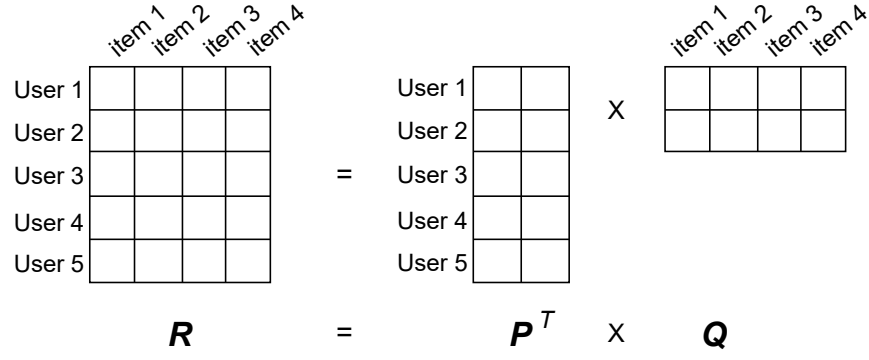 item 1 item 2 item 3 item 4 item 1 item 2 item 3 item 4
User 1 User 1
X
User 2 User 2
User 3 = User 3
User 4 User 4
User 5 User 5
R = P T X Q